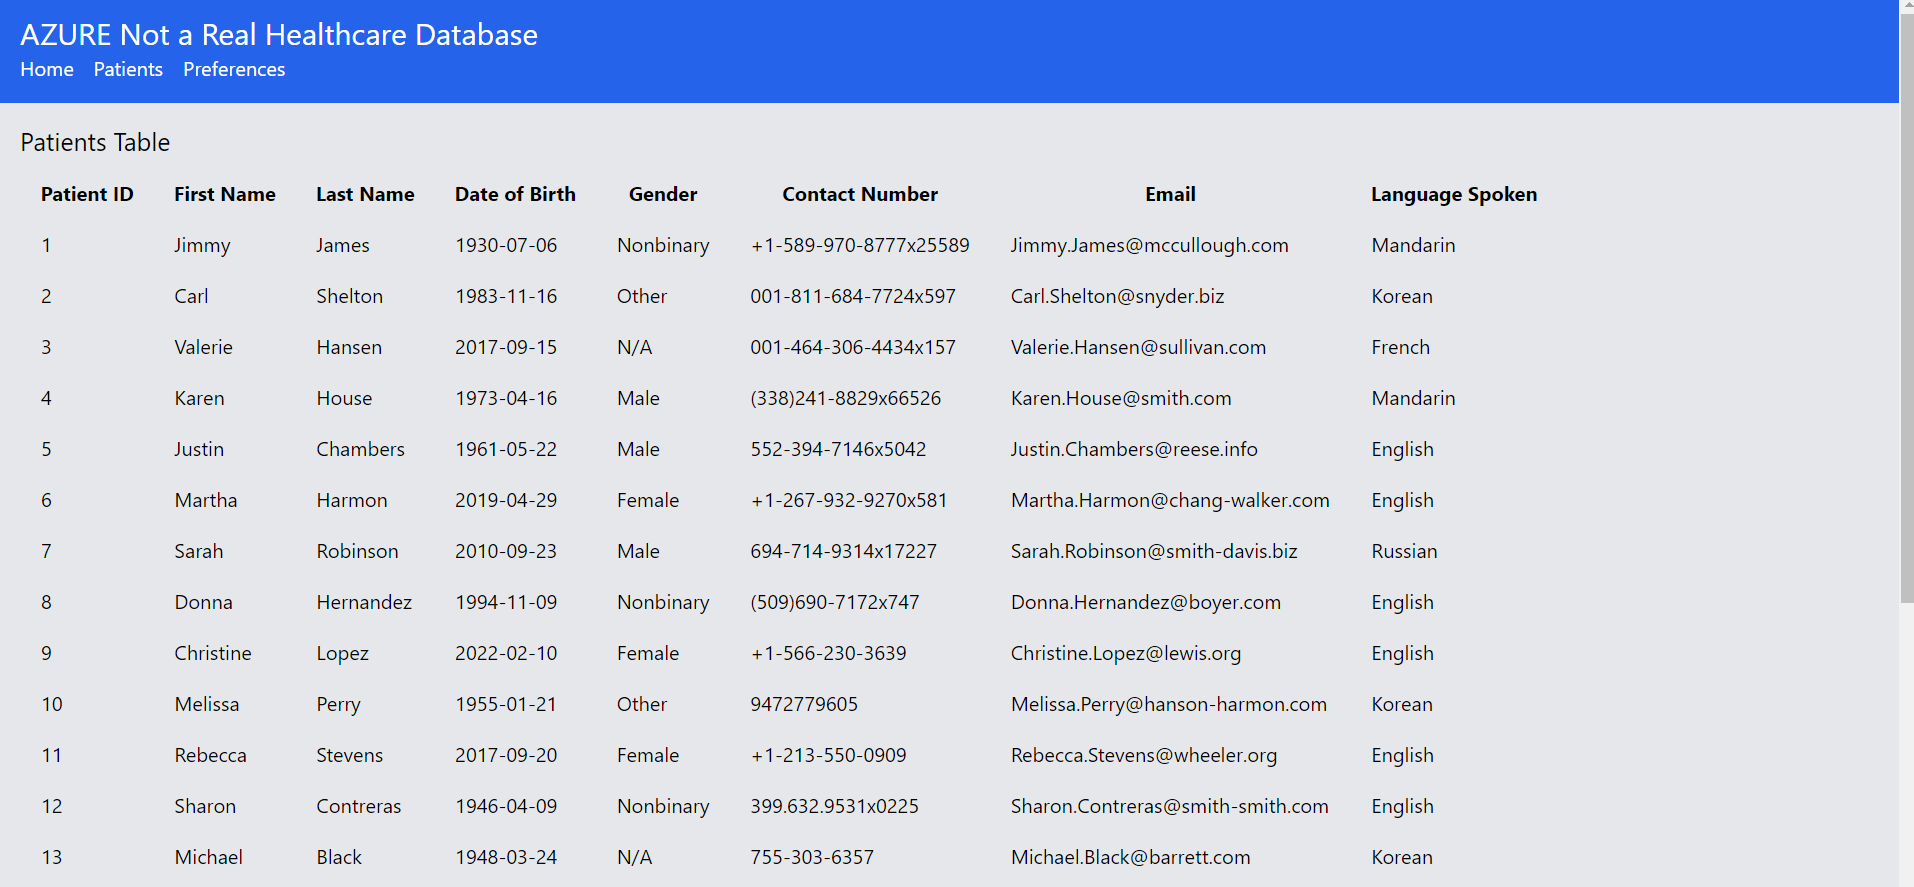 AZURE Not a Real Healthcare Database
Home Patients Preferences
Patients Table
Patient ID First Name Last Name Date of Birth Gender Contact Number Email Language Spoken
1 Jimmy James 1930-07-06 Nonbinary +1-589-970-8777x25589 Jimmy.James@mccullough.com Mandarin
2 Carl Shelton 1983-11-16 Other 001-811-684-7724x597 Carl.Shelton@snyder.biz Korean
3 Valerie Hansen 2017-09-15 N/A 001-464-306-4434x157 Valerie.Hansen@sullivan.com French
4 Karen House 1973-04-16 Male (338)241-8829x66526 Karen.House@smith.com Mandarin
5 Justin Chambers 1961-05-22 Male 552-394-7146x5042 Justin.Chambers@reese.info English
6 Martha Harmon 2019-04-29 Female +1-267-932-9270x581 Martha.Harmon@chang-walker.com English
7 Sarah Robinson 2010-09-23 Male 694-714-9314x17227 Sarah.Robinson@smith-davis.biz Russian
8 Donna Hernandez 1994-11-09 Nonbinary (509)690-7172x747 Donna.Hernandez@boyer.com English
9 Christine Lopez 2022-02-10 Female +1-566-230-3639 Christine.Lopez@lewis.org English
10 Melissa Perry 1955-01-21 Other 9472779605 Melissa.Perry@hanson-harmon.com Korean
11 Rebecca Stevens 2017-09-20 Female +1-213-550-0909 Rebecca.Stevens@wheeler.org English
12 Sharon Contreras 1946-04-09 Nonbinary 399.632.9531x0225 Sharon.Contreras@smith-smith.com English
13 Michael Black 1948-03-24 N/A 755-303-6357 Michael.Black@barrett.com Korean